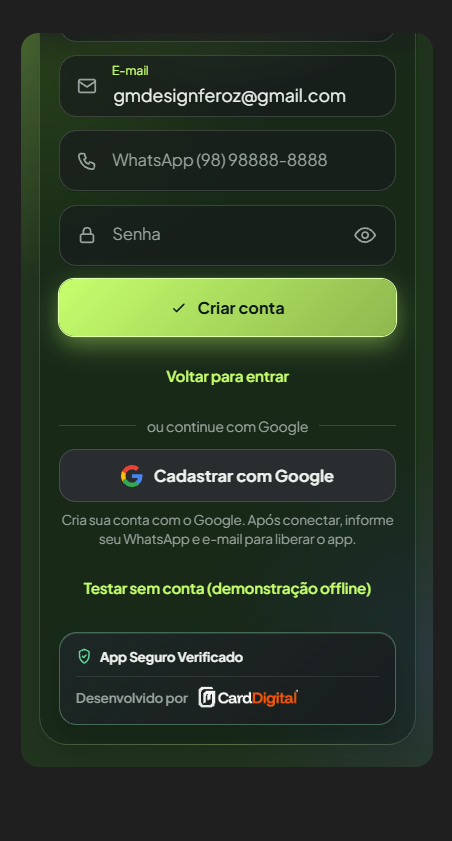 E-mail
gmdesignferoz@gmail.com
WhatsApp (98) 98888-8888
Senha
Criar conta
Voltar para entrar
ou continue com Google
Cadastrar com Google
Cria sua conta com o Google. Após conectar, informe
seu WhatsApp e e-mail para liberar o app.
Testar sem conta (demonstração offline)
App Seguro Verificado
Desenvolvido por CardDigital